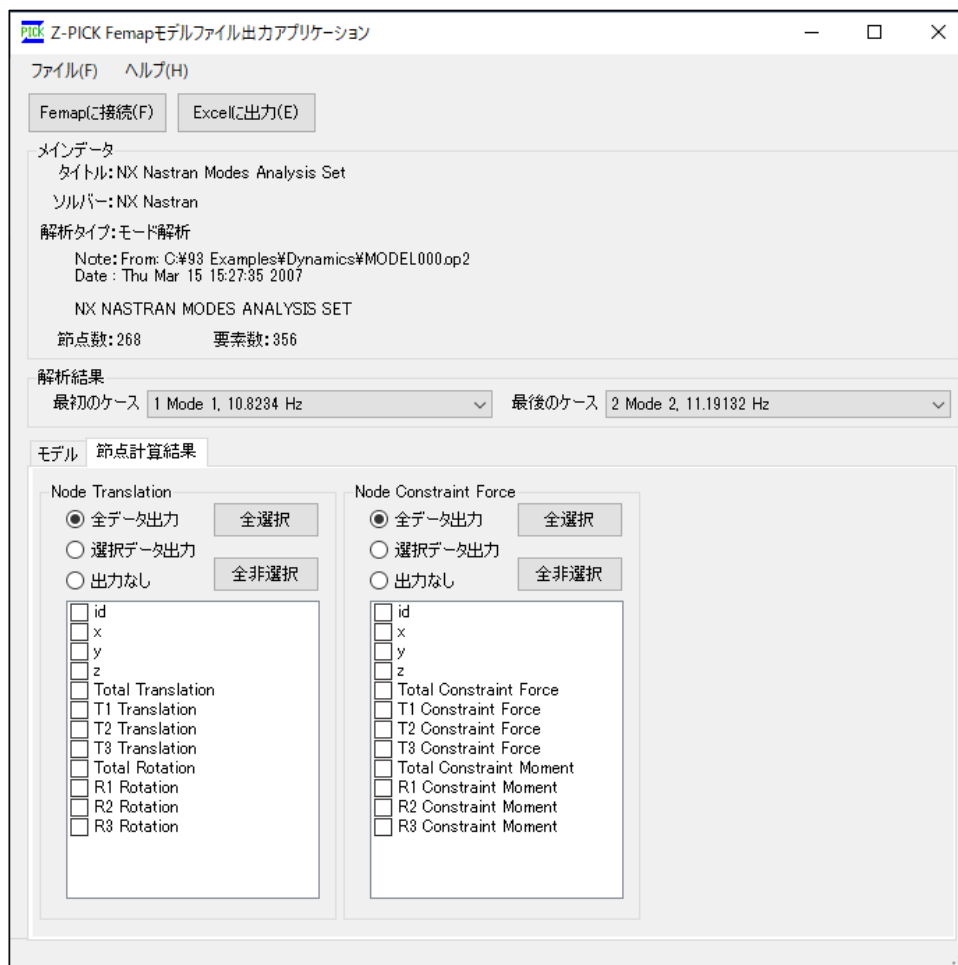 PICK Z-PICK Femapモデルファイル出力アプリケーション
ファイル(F) ヘルプ(H)
Femapに接続(F) Excelに出力(E)
メインデータ
タイトル:NX Nastran Modes Analysis Set
ソルバー:NX Nastran
解析タイプ:モード解析
Note:From: C:¥93 Examples¥Dynamics¥MODEL000.op2
Date : Thu Mar 15 15:27:35 2007
NX NASTRAN MODES ANALYSIS SET
節点数:268 要素数:356
解析結果
最初のケース 1 Mode 1, 10.8234 Hz 最後のケース 2 Mode 2, 11.19132 Hz
モデル 節点計算結果
Node Translation
全データ出力 全選択
選択データ出力
出力なし 全非選択
id
x
y
z
Total Translation
T1 Translation
T2 Translation
T3 Translation
Total Rotation
R1 Rotation
R2 Rotation
R3 Rotation
Node Constraint Force
全データ出力 全選択
選択データ出力
出力なし 全非選択
id
x
y
z
Total Constraint Force
T1 Constraint Force
T2 Constraint Force
T3 Constraint Force
Total Constraint Moment
R1 Constraint Moment
R2 Constraint Moment
R3 Constraint Moment